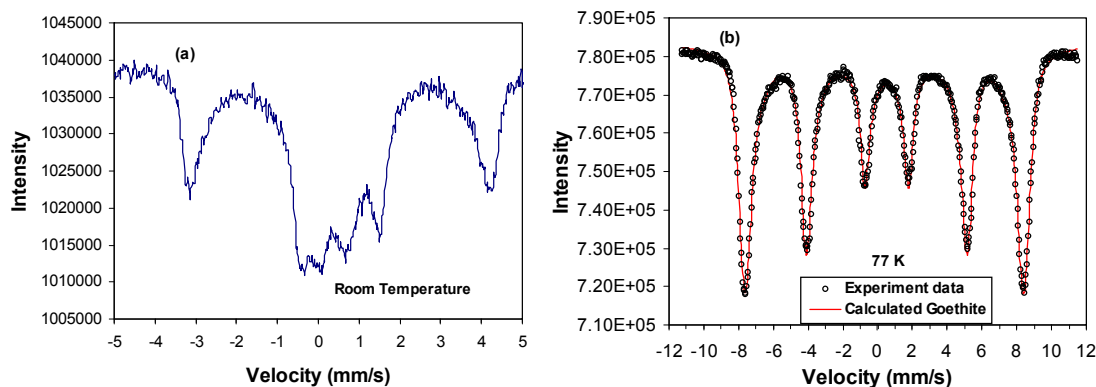 (a)
Intensity
1045000
1040000
1035000
1030000
1025000
1020000
1015000
1010000
1005000
Room Temperature
-5 -4 -3 -2 -1 0 1 2 3 4 5
Velocity (mm/s)
(b)
Intensity
7.90E+05
7.80E+05
7.70E+05
7.60E+05
7.50E+05
7.40E+05
7.30E+05
7.20E+05
7.10E+05
77 K
Experiment data
Calculated Goethite
-12 -10 -8 -6 -4 -2 0 2 4 6 8 10 12
Velocity (mm/s)